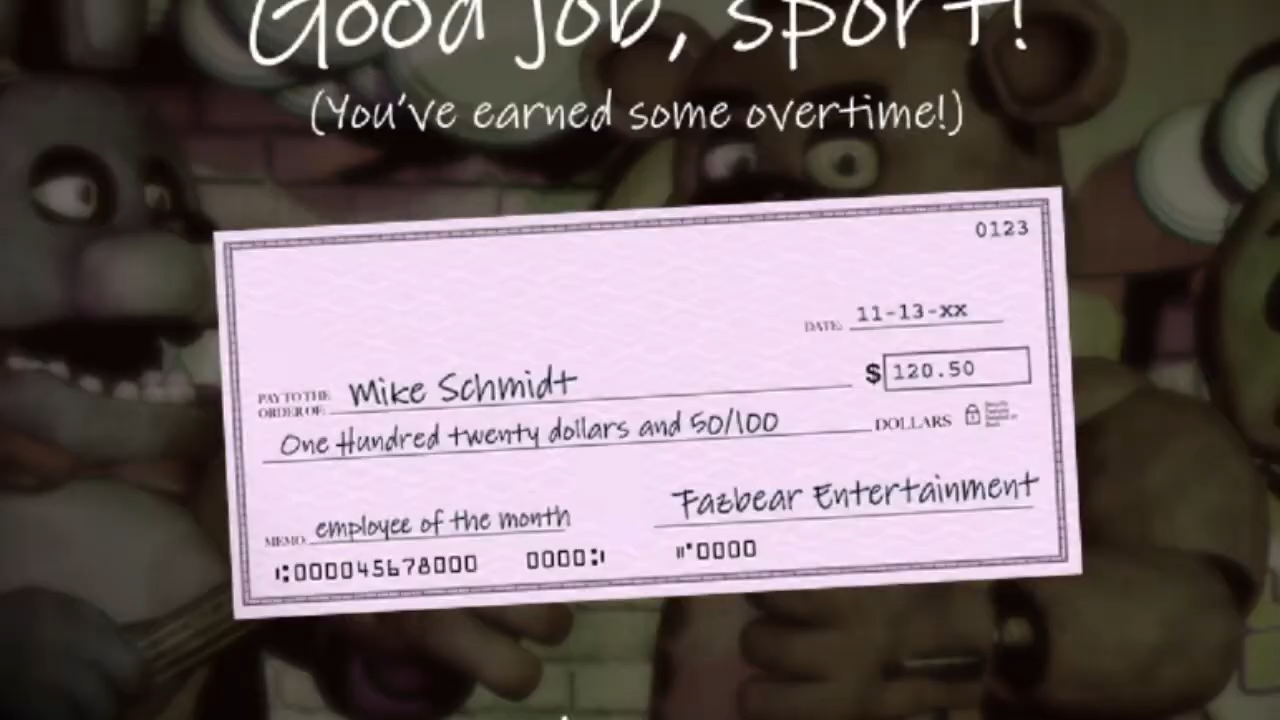 Good job, sport!
(You've earned some overtime!)
0123
DATE: 11-13-xx
PAY TO THE ORDER OF: Mike Schmidt
$ 120.50
One Hundred twenty dollars and 50/100 DOLLARS
Fazbear Entertainment
MEMO: employee of the month
⑆000045678000 0000⑆ ⑈0000